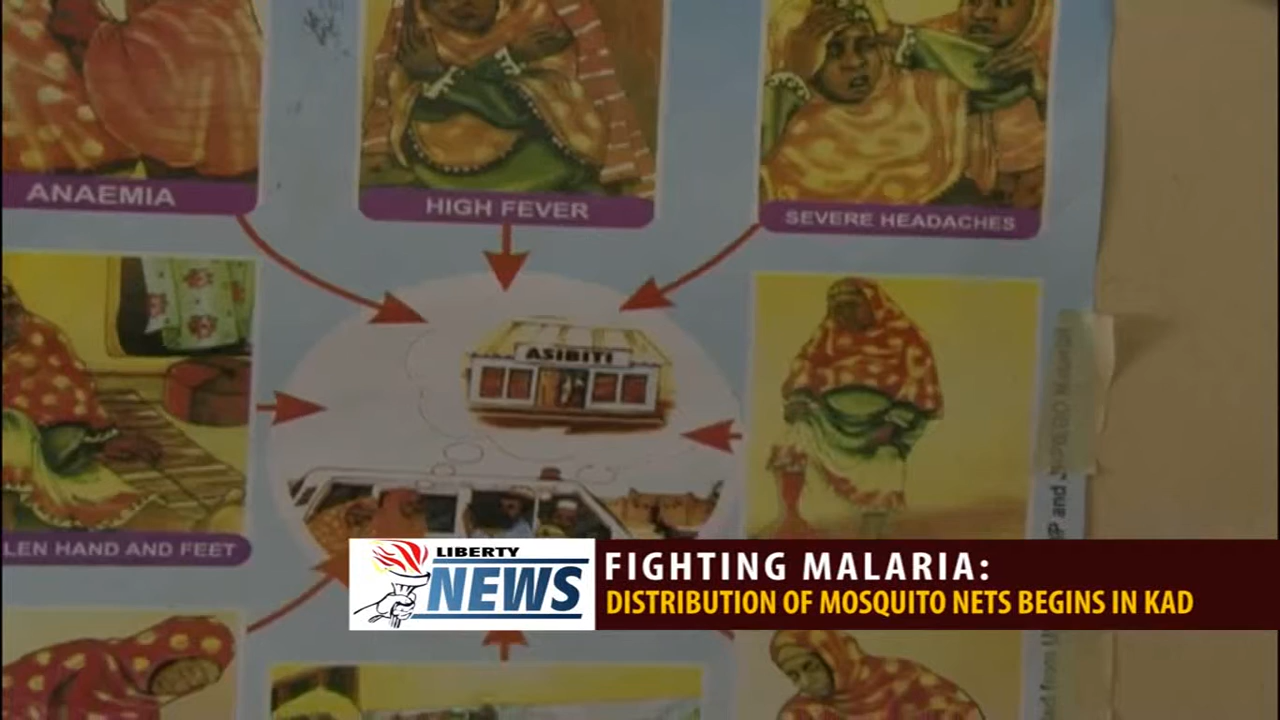 ANAEMIA
HIGH FEVER
SEVERE HEADACHES
ASIBITI
LEN HAND AND FEET
P and
LIBERTY
NEWS
FIGHTING MALARIA:
DISTRIBUTION OF MOSQUITO NETS BEGINS IN KAD